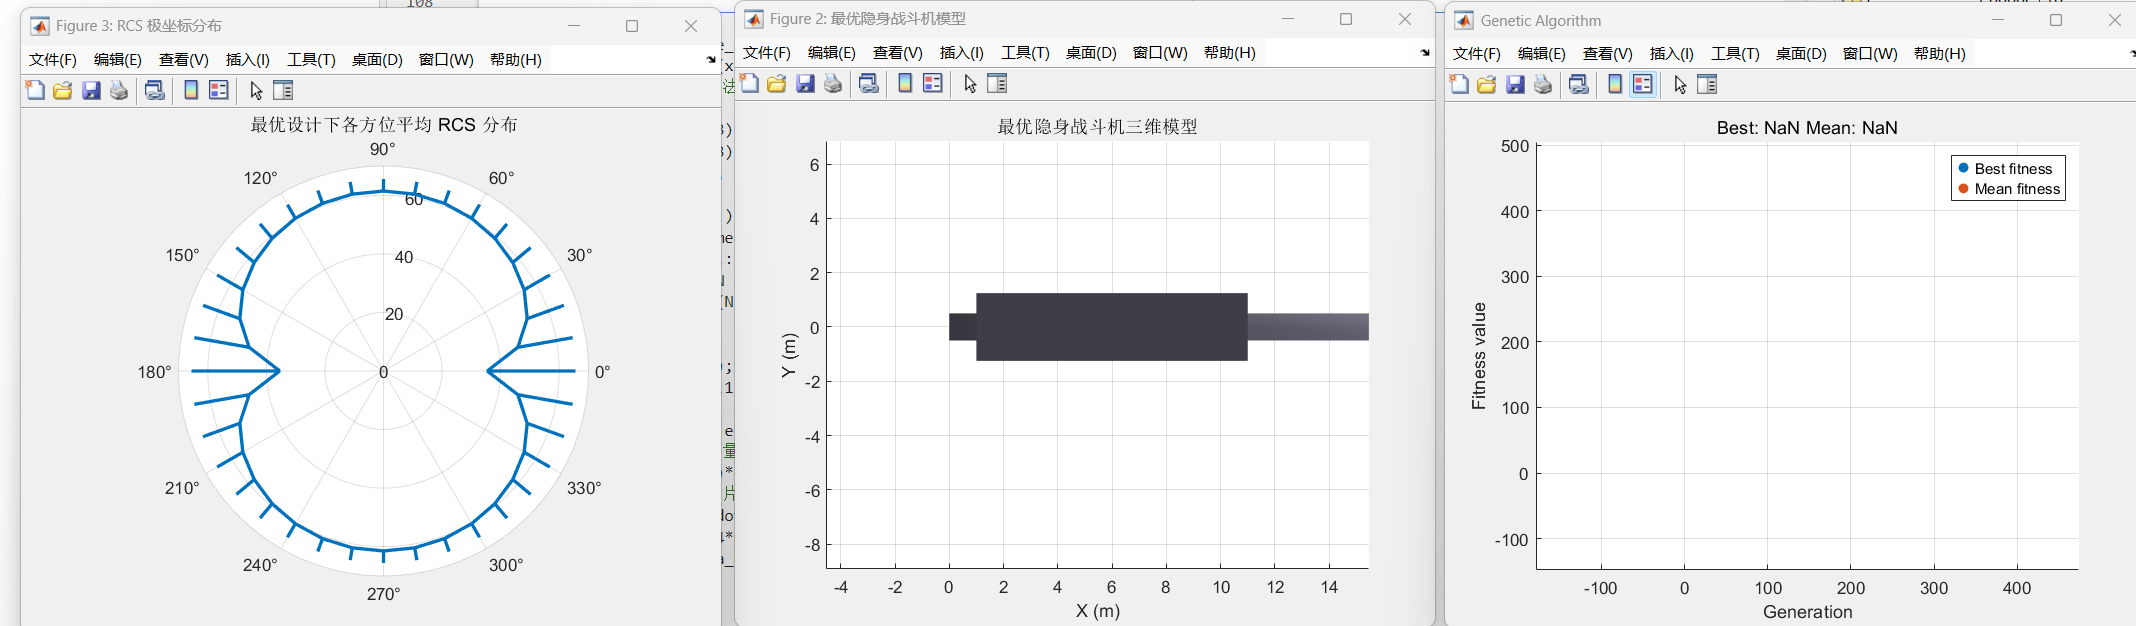 108
Figure 3: RCS 极坐标分布
文件(F) 编辑(E) 查看(V) 插入(I) 工具(T) 桌面(D) 窗口(W) 帮助(H)
最优设计下各方位平均 RCS 分布
90°
120°
60°
60
150°
30°
40
20
180°
0
0°
210°
330°
240°
300°
270°
Figure 2: 最优隐身战斗机模型
文件(F) 编辑(E) 查看(V) 插入(I) 工具(T) 桌面(D) 窗口(W) 帮助(H)
最优隐身战斗机三维模型
6
4
2
0
-2
-4
-6
-8
Y (m)
-4 -2 0 2 4 6 8 10 12 14
X (m)
Genetic Algorithm
文件(F) 编辑(E) 查看(V) 插入(I) 工具(T) 桌面(D) 窗口(W) 帮助(H)
Best: NaN Mean: NaN
Best fitness
Mean fitness
500
400
300
200
100
0
-100
Fitness value
-100 0 100 200 300 400
Generation